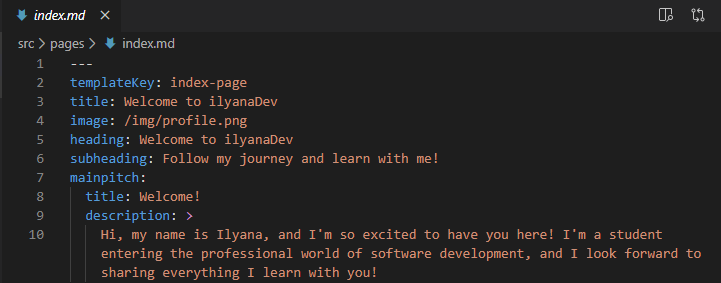 index.md
src > pages > index.md
1 ---
2 templateKey: index-page
3 title: Welcome to ilyanaDev
4 image: /img/profile.png
5 heading: Welcome to ilyanaDev
6 subheading: Follow my journey and learn with me!
7 mainpitch:
8 title: Welcome!
9 description: >
10 Hi, my name is Ilyana, and I'm so excited to have you here! I'm a student
entering the professional world of software development, and I look forward to
sharing everything I learn with you!